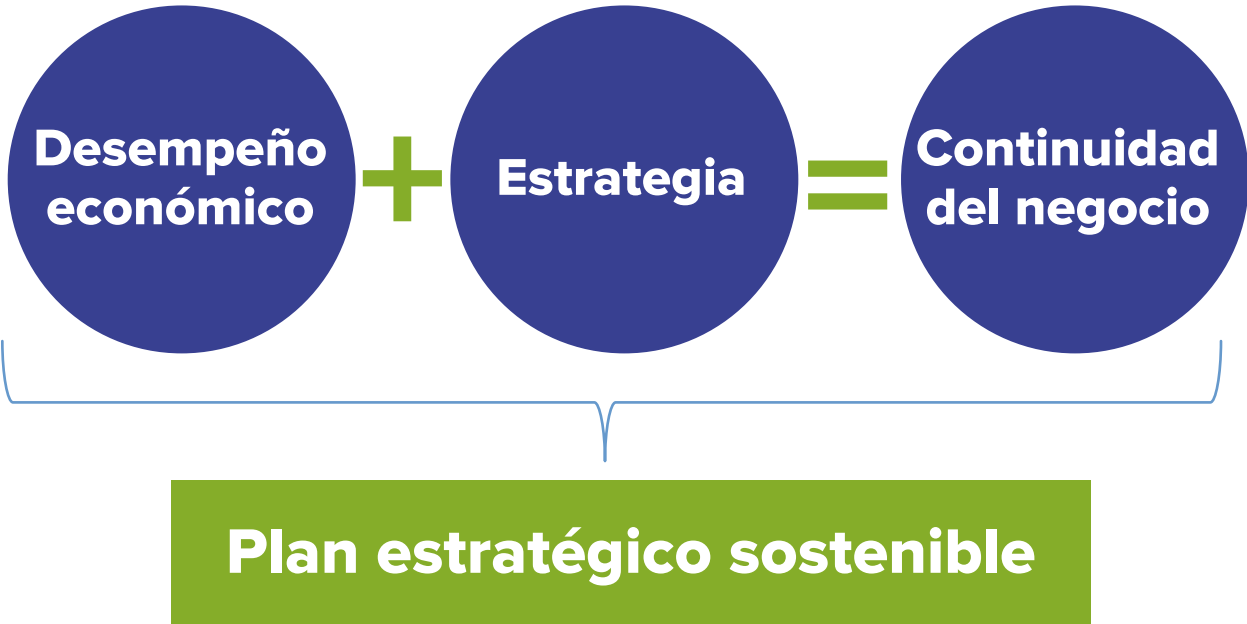 Desempeño
económico
+
Estrategia
=
Continuidad
del negocio
Plan estratégico sostenible